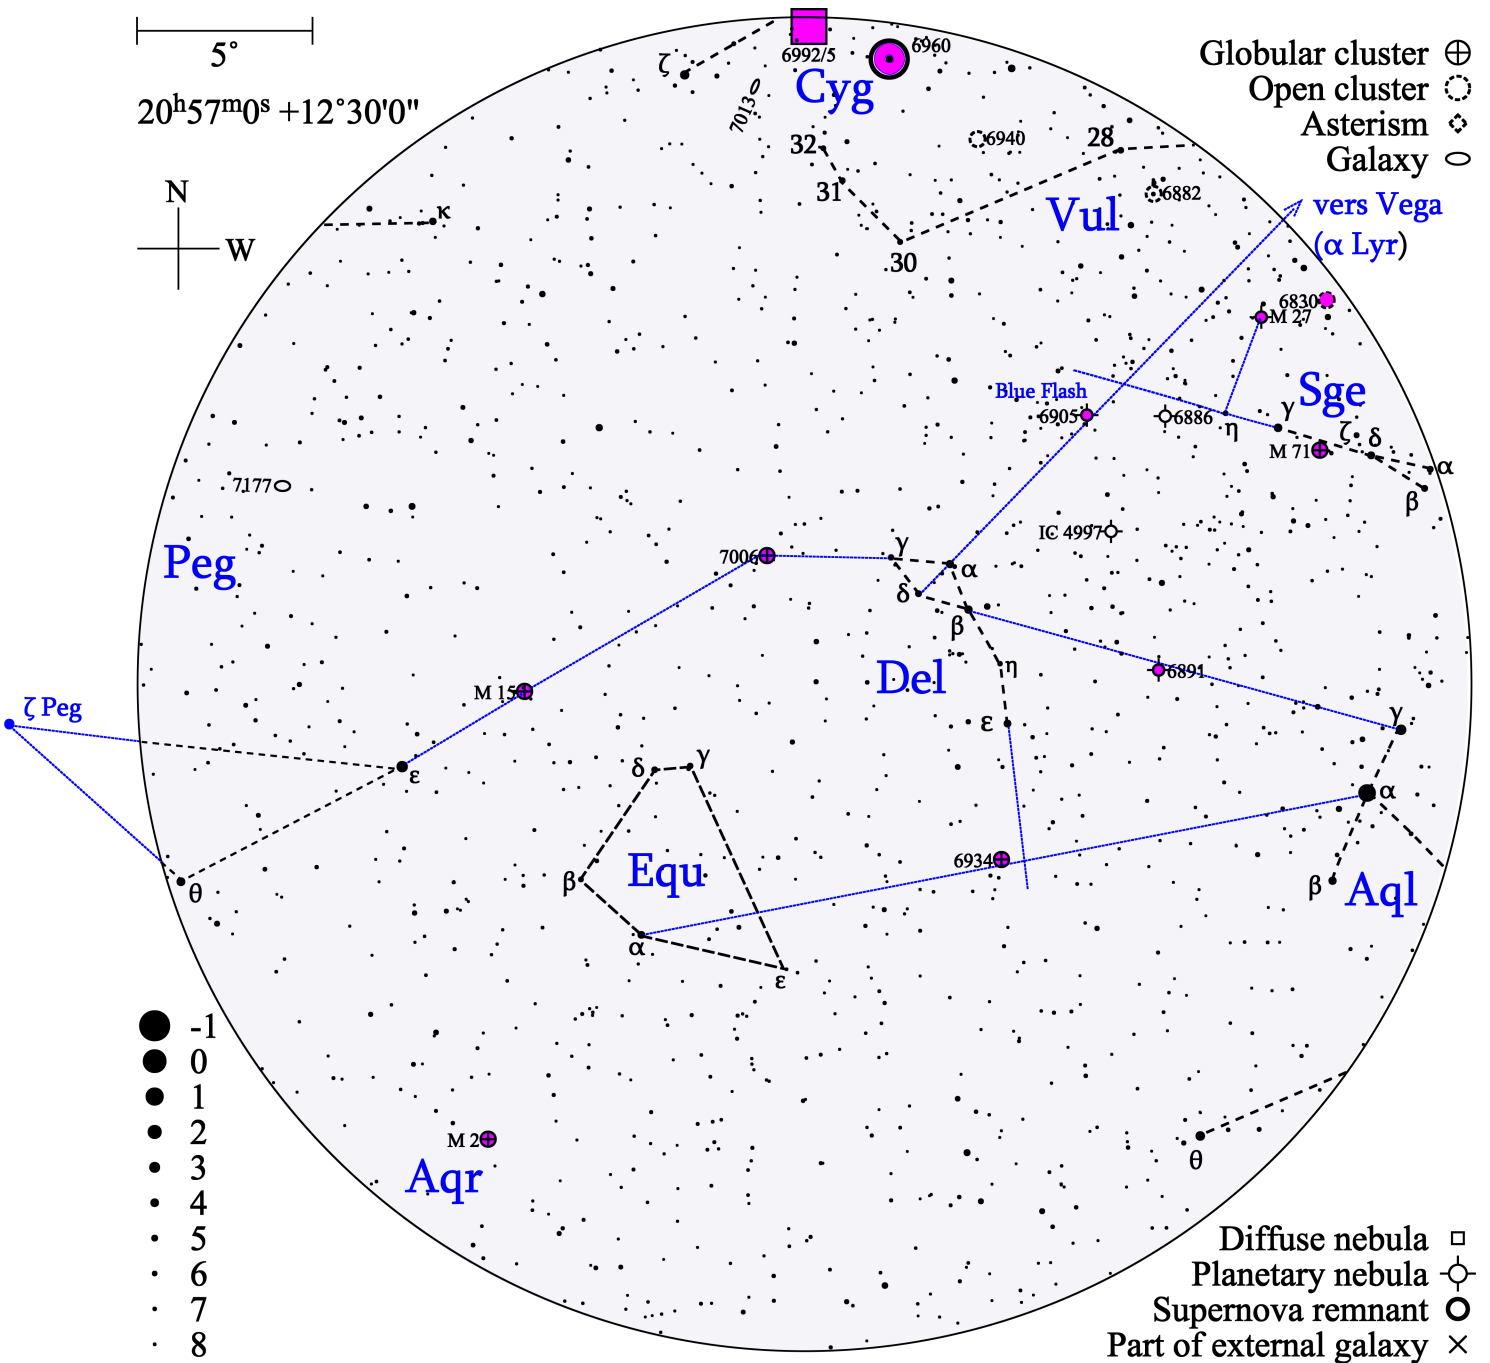 5°
20h57m0s +12°30'0"
N
W
Globular cluster
Open cluster
Asterism
Galaxy
ζ
6992/5
6960
Cyg
7013
32
31
30
6940
28
6882
Vul
vers Vega
(α Lyr)
κ
6830
M 27
Sge
Blue Flash
6905
6886
η
γ
ζ
δ
α
β
M 71
7177
Peg
IC 4997
7006
γ
α
δ
β
Del
η
ε
6891
M 15
ζ Peg
ε
θ
γ
α
β
Aql
δ
γ
β
Equ
α
ε
6934
-1
0
1
2
3
4
5
6
7
8
M 2
Aqr
θ
Diffuse nebula
Planetary nebula
Supernova remnant
Part of external galaxy